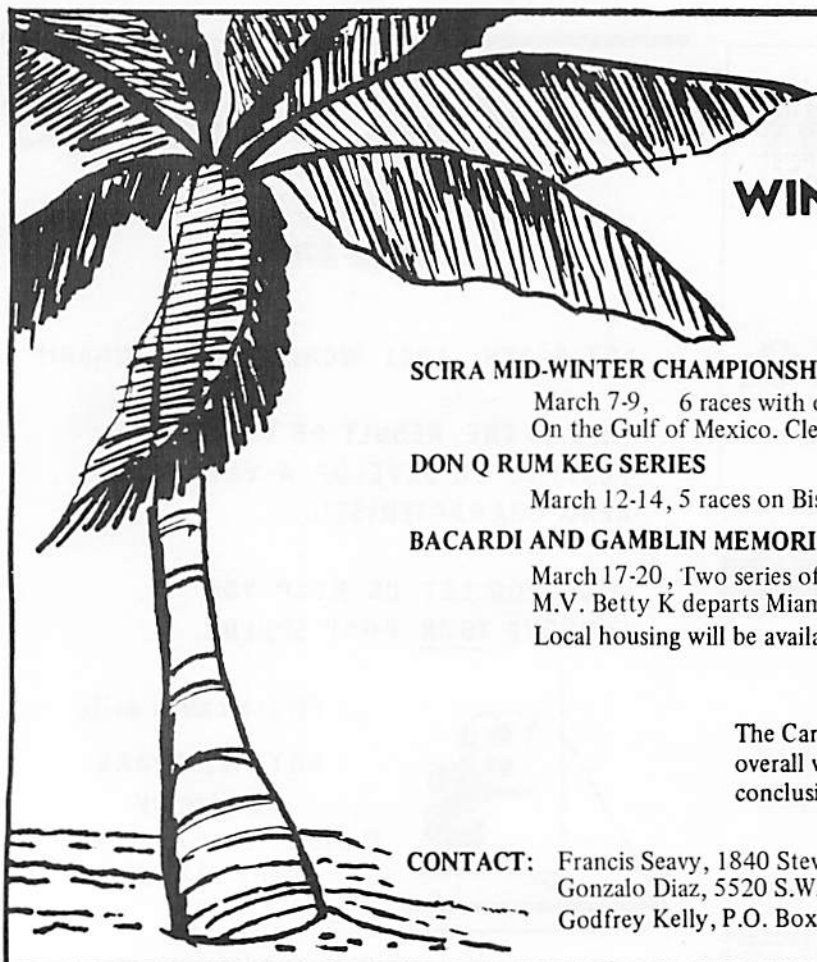 WIN
SCIRA MID-WINTER CHAMPIONSH
March 7-9, 6 races with
On the Gulf of Mexico. Cle
DON Q RUM KEG SERIES
March 12-14, 5 races on Bis
BACARDI AND GAMBLIN MEMORI
March 17-20, Two series of
M.V. Betty K departs Miam
Local housing will be availa
The Car
overall
conclusi
CONTACT: Francis Seavy, 1840 Stev
Gonzalo Diaz, 5520 S.W.
Godfrey Kelly, P.O. Box